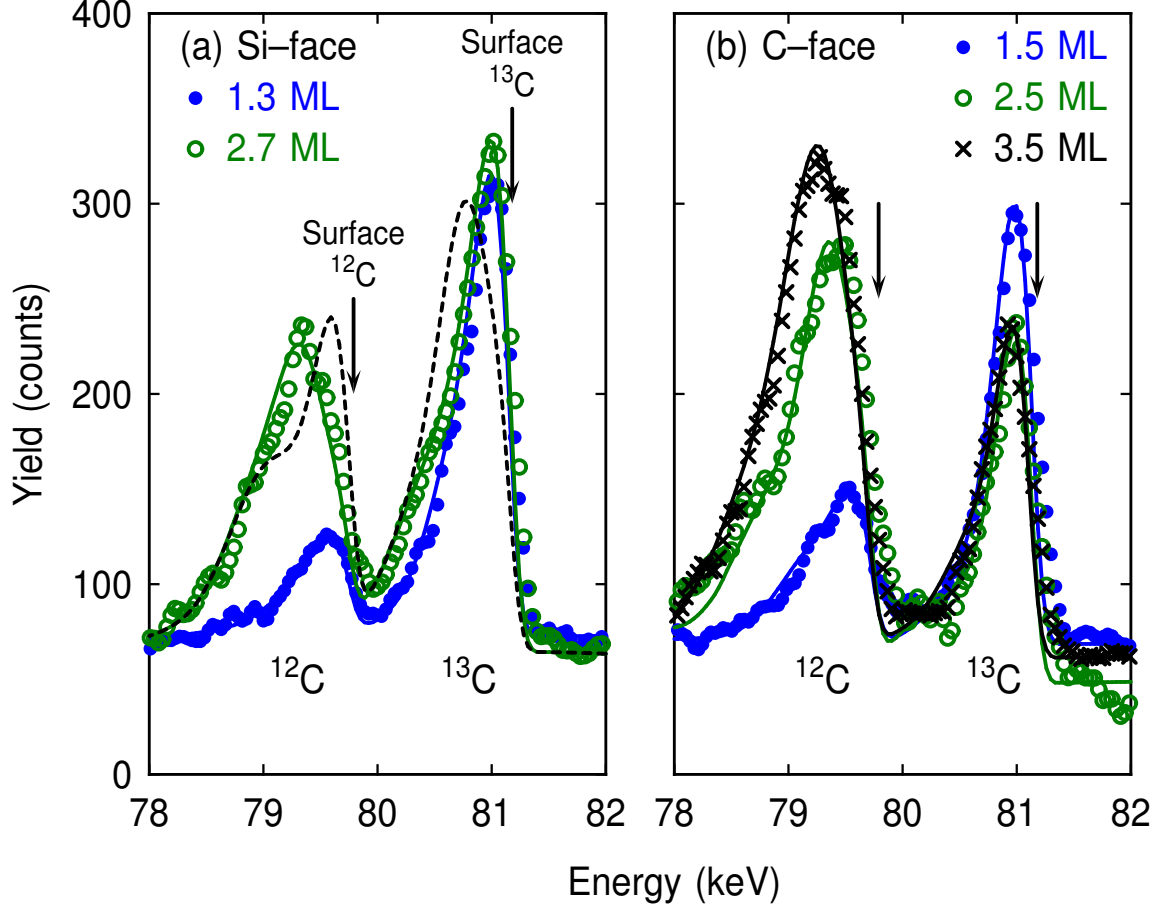 (a) Si–face
1.3 ML
2.7 ML
Surface
¹³C
Surface
¹²C
¹²C
¹³C
(b) C–face
1.5 ML
2.5 ML
3.5 ML
¹²C
¹³C
400
300
200
100
0
Yield (counts)
78 79 80 81 82
78 79 80 81 82
Energy (keV)